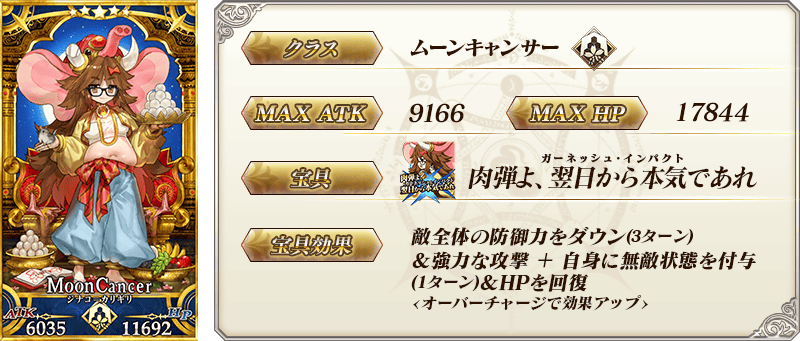 MoonCancer
ジナコ＝カリギリ
ATK
HP
6035
11692
クラス
ムーンキャンサー
MAX ATK
9166
MAX HP
17844
宝具
ガーネッシュ・インパクト
肉弾よ、翌日から本気であれ
宝具効果
敵全体の防御力をダウン(3ターン)
＆強力な攻撃 ＋ 自身に無敵状態を付与
(1ターン)＆HPを回復
<オーバーチャージで効果アップ>